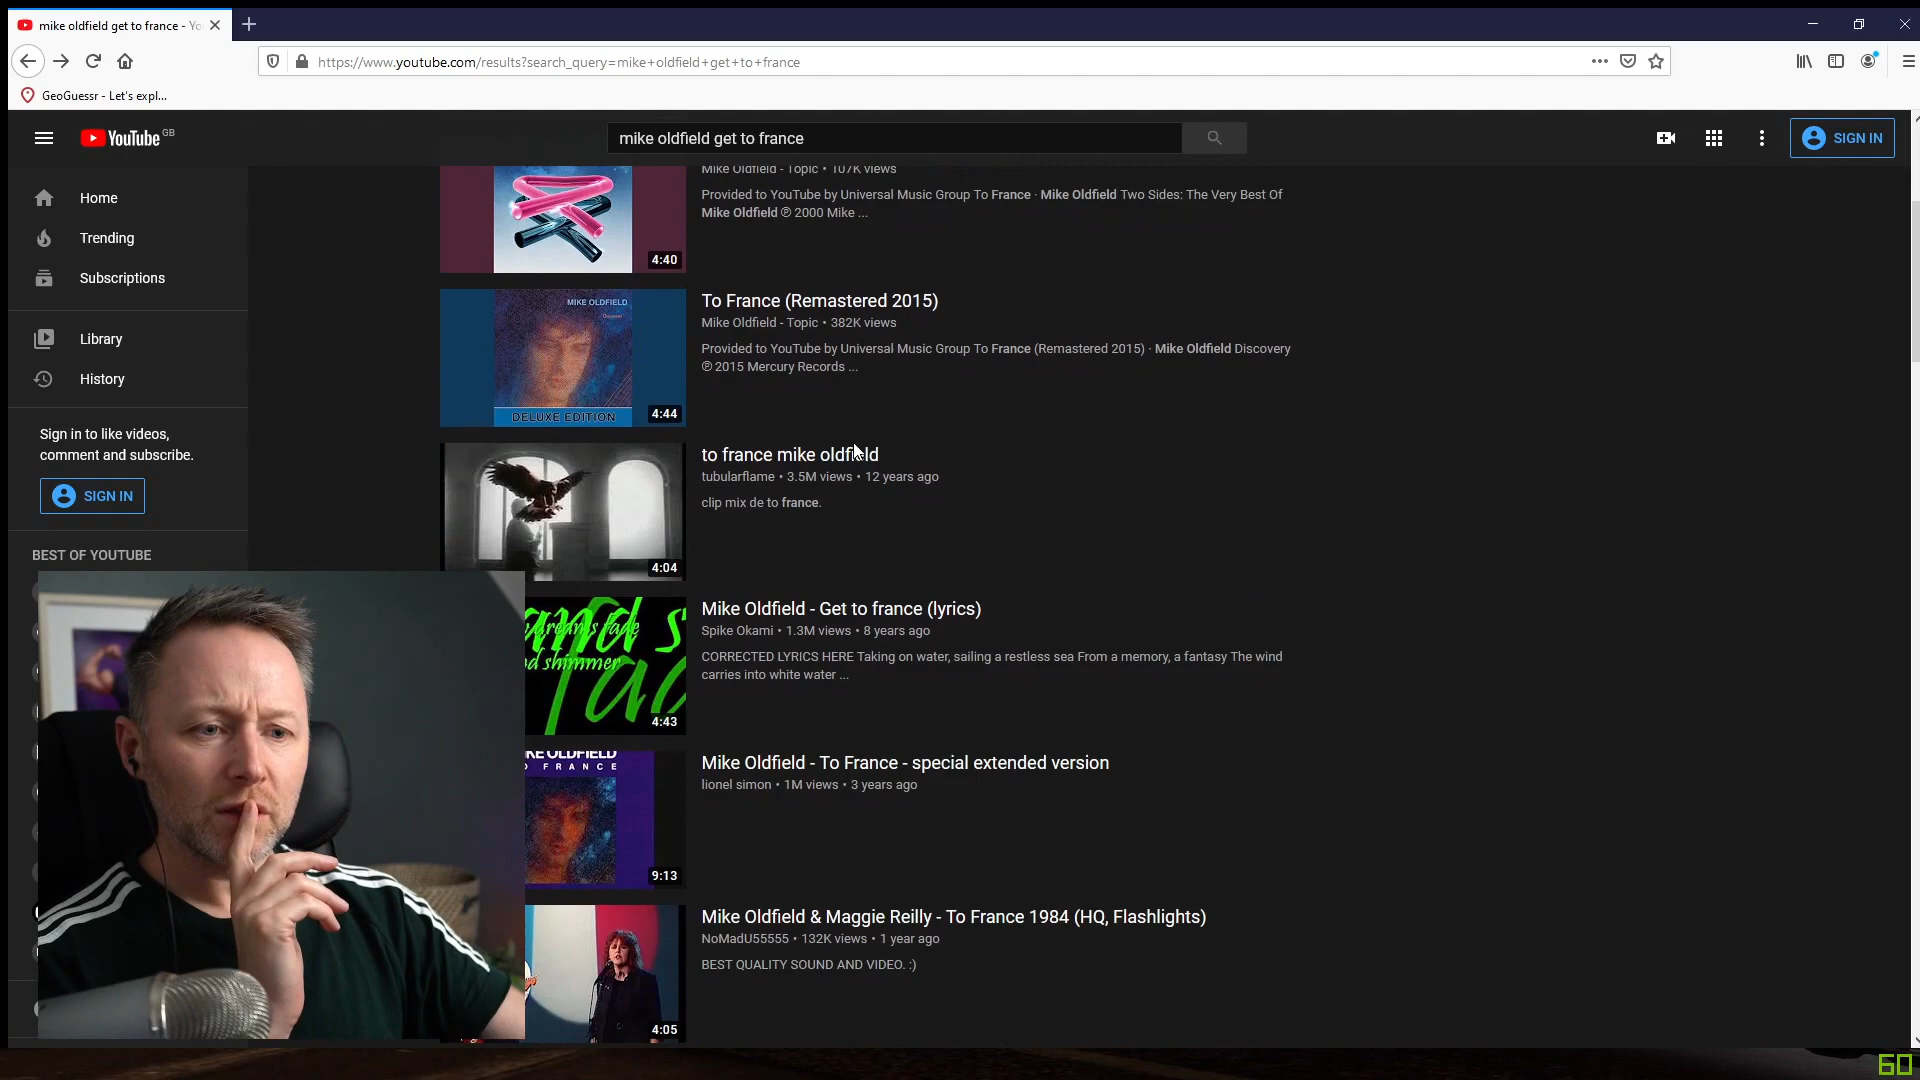 mike oldfield get to france - Yo
https://www.youtube.com/results?search_query=mike+oldfield+get+to+france
GeoGuessr - Let's expl...
YouTube GB
mike oldfield get to france
SIGN IN
Home
Trending
Subscriptions
Library
History
Sign in to like videos,
comment and subscribe.
SIGN IN
BEST OF YOUTUBE
Mike Oldfield - Topic • 107K views
Provided to YouTube by Universal Music Group To France · Mike Oldfield Two Sides: The Very Best Of
Mike Oldfield ℗ 2000 Mike ...
4:40
MIKE OLDFIELD
DELUXE EDITION
4:44
To France (Remastered 2015)
Mike Oldfield - Topic • 382K views
Provided to YouTube by Universal Music Group To France (Remastered 2015) · Mike Oldfield Discovery
℗ 2015 Mercury Records ...
4:04
to france mike oldfield
tubularflame • 3.5M views • 12 years ago
clip mix de to france.
dreams fade
shimmer
4:43
Mike Oldfield - Get to france (lyrics)
Spike Okami • 1.3M views • 8 years ago
CORRECTED LYRICS HERE Taking on water, sailing a restless sea From a memory, a fantasy The wind
carries into white water ...
KE OLDFIELD
FRANCE
9:13
Mike Oldfield - To France - special extended version
lionel simon • 1M views • 3 years ago
4:05
Mike Oldfield & Maggie Reilly - To France 1984 (HQ, Flashlights)
NoMadU55555 • 132K views • 1 year ago
BEST QUALITY SOUND AND VIDEO. :)
60